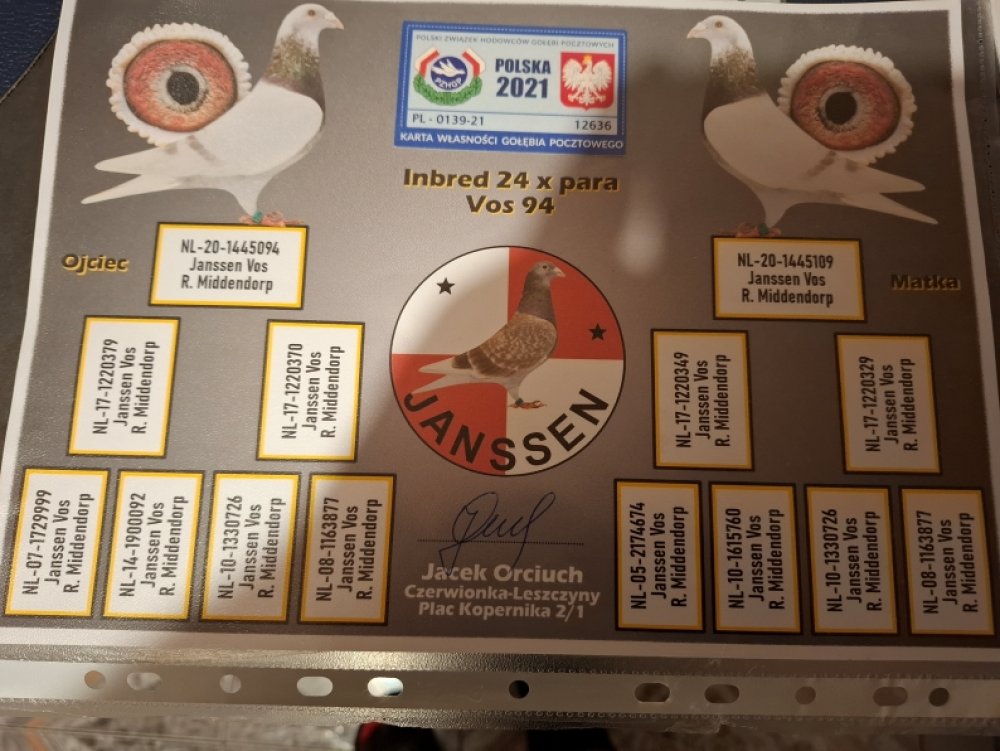 POLSKI ZWIĄZEK HODOWCÓW GOŁĘBI POCZTOWYCH
PZHGP
POLSKA
2021
PL - 0139-21 12636
KARTA WŁASNOŚCI GOŁĘBIA POCZTOWEGO
Inbred 24 x para
Vos 94
Ojciec
NL-20-1445094
Janssen Vos
R. Middendorp
NL-20-1445109
Janssen Vos
R. Middendorp
Matka
NL-17-1220379
Janssen Vos
R. Middendorp
NL-17-1220370
Janssen Vos
R. Middendorp
JANSSEN
NL-17-1220349
Janssen Vos
R. Middendorp
NL-17-1220329
Janssen Vos
R. Middendorp
NL-07-1729999
Janssen Vos
R. Middendorp
NL-14-1900092
Janssen Vos
R. Middendorp
NL-10-1330726
Janssen Vos
R. Middendorp
NL-08-1163877
Janssen Vos
R. Middendorp
Jacek Orciuch
Czerwionka-Leszczyny
Plac Kopernika 2/1
NL-05-2174674
Janssen Vos
R. Middendorp
NL-10-1615760
Janssen Vos
R. Middendorp
NL-10-1330726
Janssen Vos
R. Middendorp
NL-08-1163877
Janssen Vos
R. Middendorp